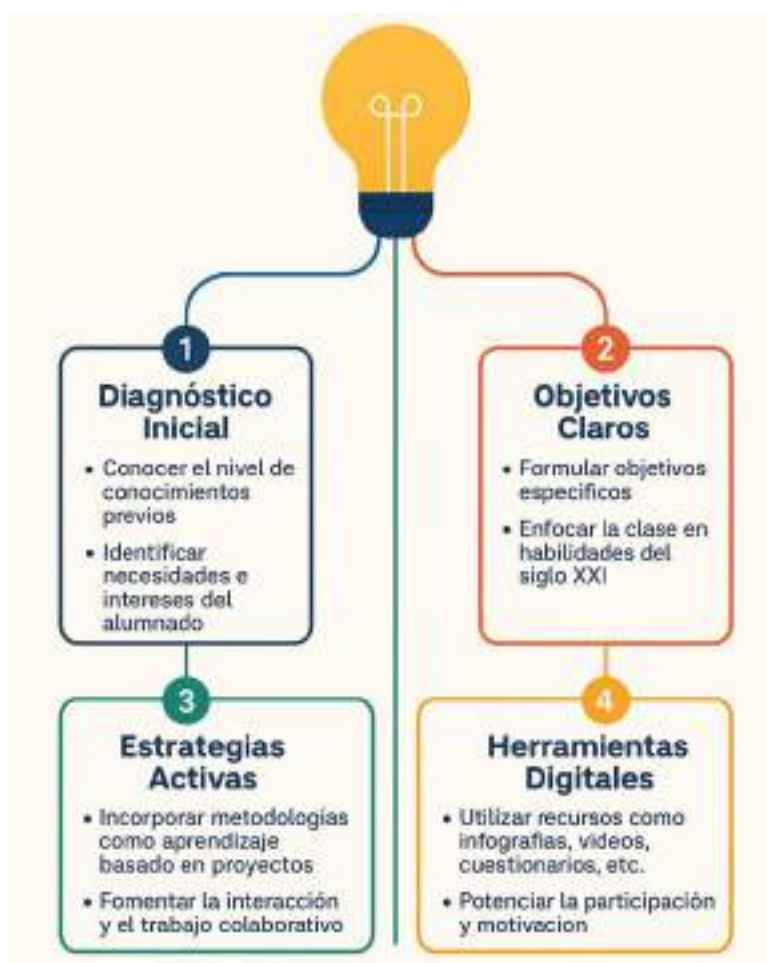 1
Diagnóstico
Inicial
• Conocer el nivel de
conocimientos
previos
• Identificar
necesidades e
intereses del
alumnado
2
Objetivos
Claros
• Formular objetivos
especificos
• Enfocar la clase en
habilidades del
siglo XXI
3
Estrategias
Activas
• Incorporar metodologías
como aprendizaje
basado en proyectos
• Fomentar la interacción
y el trabajo colaborativo
4
Herramientas
Digitales
• Utilizar recursos como
infografias, videos,
cuestionarios, etc.
• Potenciar la participación
y motivacion